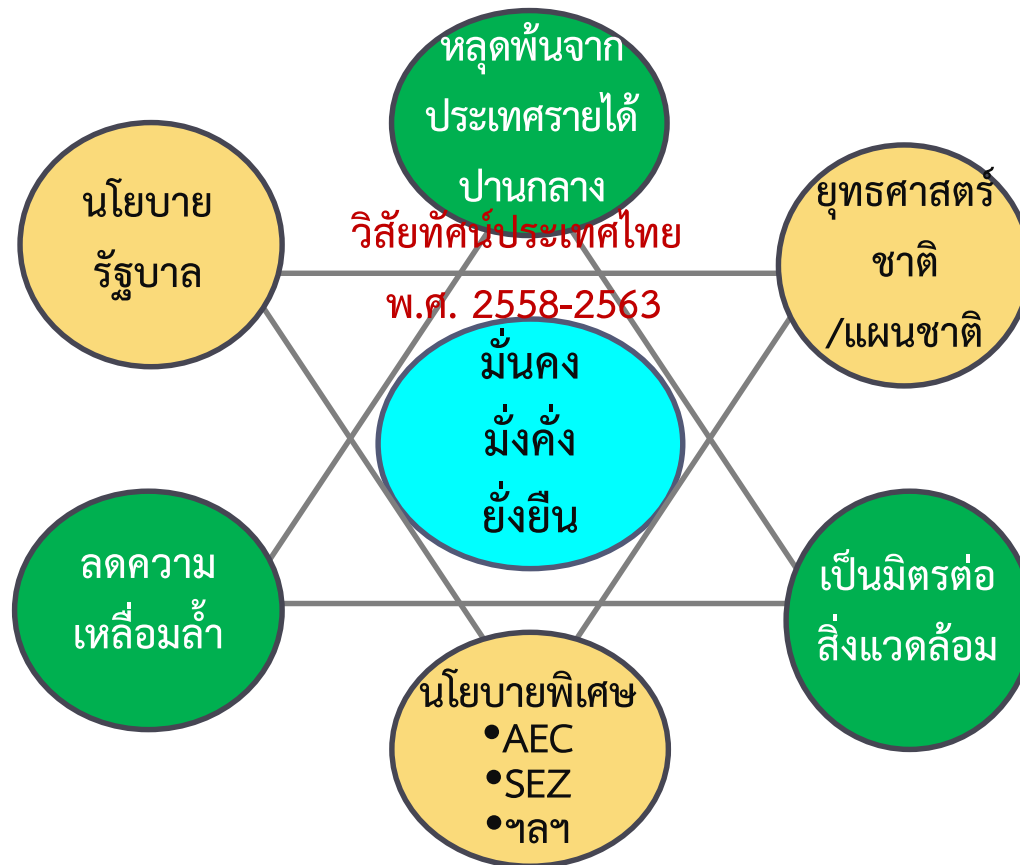 หลุดพ้นจาก
ประเทศรายได้
ปานกลาง
นโยบาย
รัฐบาล
ยุทธศาสตร์
ชาติ
/แผนชาติ
วิสัยทัศน์ประเทศไทย
พ.ศ. 2558-2563
มั่นคง
มั่งคั่ง
ยั่งยืน
ลดความ
เหลื่อมล้ำ
เป็นมิตรต่อ
สิ่งแวดล้อม
นโยบายพิเศษ
•AEC
•SEZ
•ฯลฯ